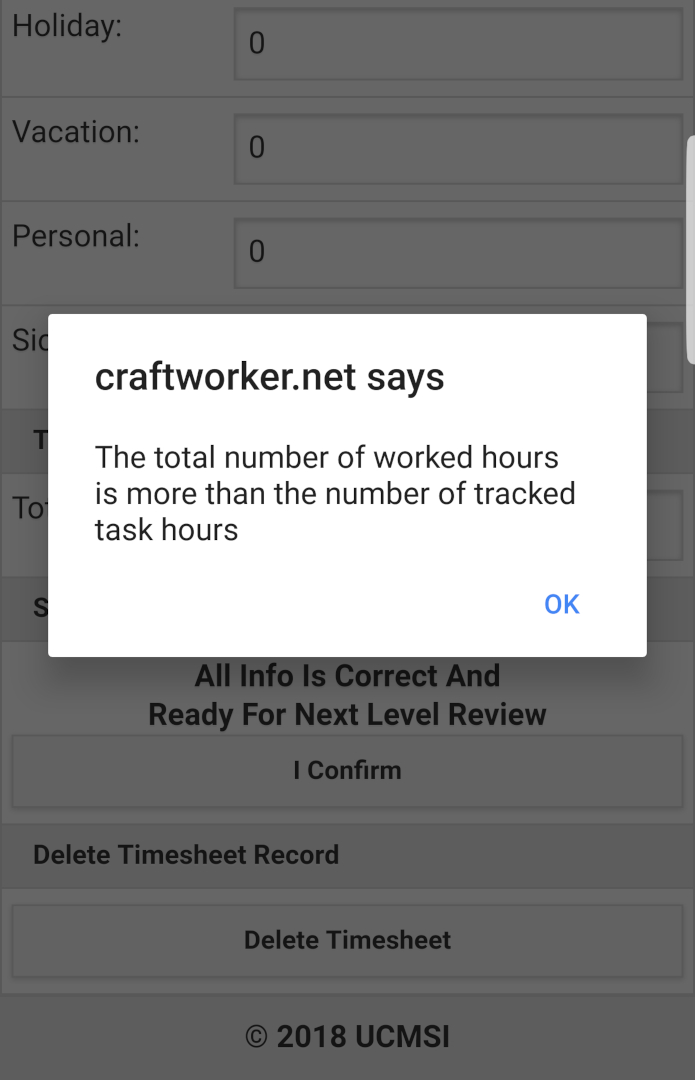 Holiday:
0
Vacation:
0
Personal:
0
craftworker.net says
The total number of worked hours
is more than the number of tracked
task hours
OK
All Info Is Correct And
Ready For Next Level Review
I Confirm
Delete Timesheet Record
Delete Timesheet
© 2018 UCMSI